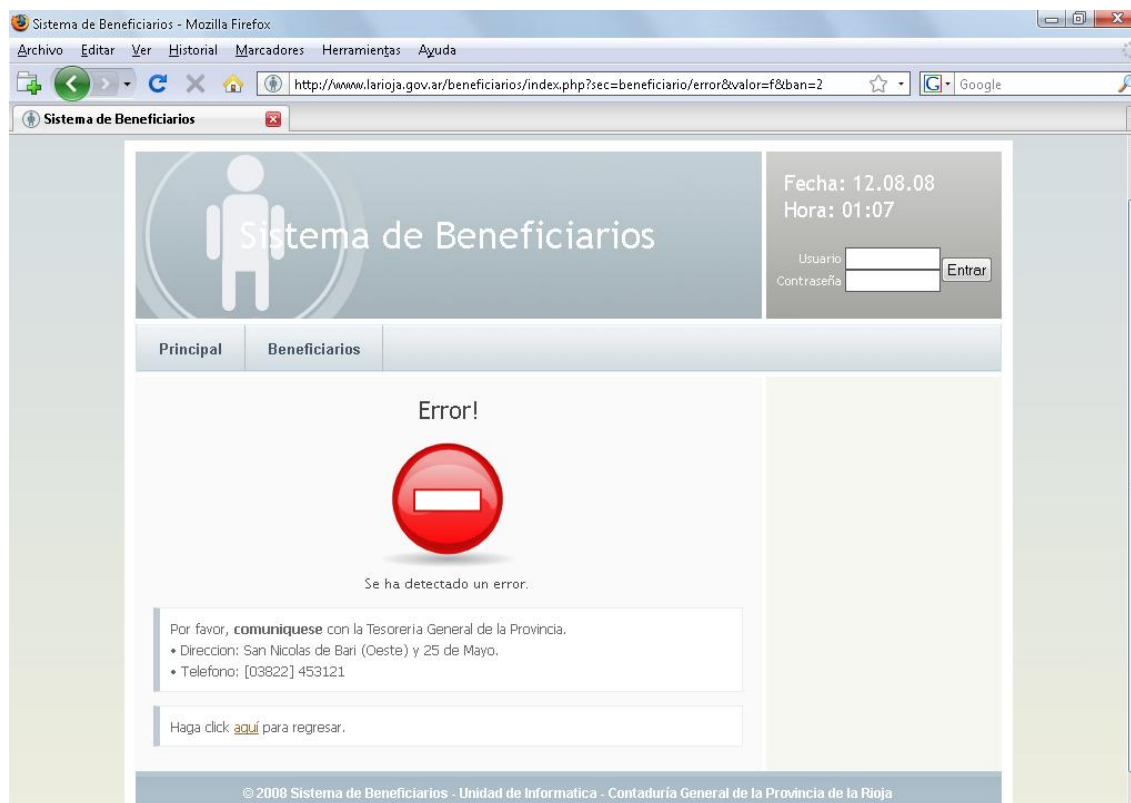 Sistema de Beneficiarios - Mozilla Firefox
Archivo Editar Ver Historial Marcadores Herramientas Ayuda
http://www.larioja.gov.ar/beneficiarios/index.php?sec=beneficiario/error&valor=f&ban=2 G Google
Sistema de Beneficiarios
Sistema de Beneficiarios
Fecha: 12.08.08
Hora: 01:07
Usuario
Contraseña
Entrar
Principal Beneficiarios
Error!
Se ha detectado un error.
Por favor, comuniquese con la Tesoreria General de la Provincia.
• Direccion: San Nicolas de Bari (Oeste) y 25 de Mayo.
• Telefono: [03822] 453121
Haga click aquí para regresar.
© 2008 Sistema de Beneficiarios - Unidad de Informatica - Contaduría General de la Provincia de la Rioja